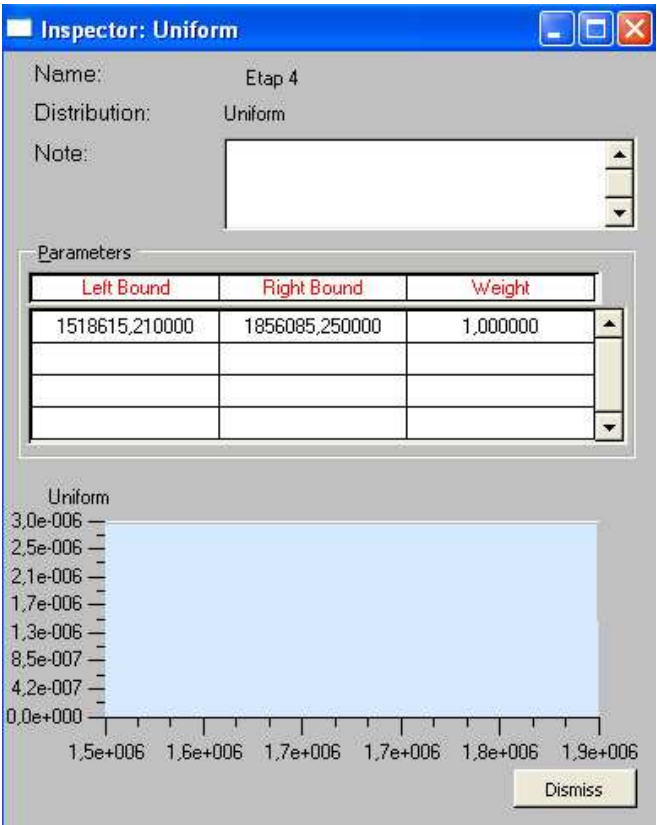 Inspector: Uniform
Name: Etap 4
Distribution: Uniform
Note:
Parameters
Left Bound Right Bound Weight
1518615,210000 1856085,250000 1,000000
Uniform
3,0e-006
2,5e-006
2,1e-006
1,7e-006
1,3e-006
8,5e-007
4,2e-007
0,0e+000
1,5e+006 1,6e+006 1,7e+006 1,7e+006 1,8e+006 1,9e+006
Dismiss